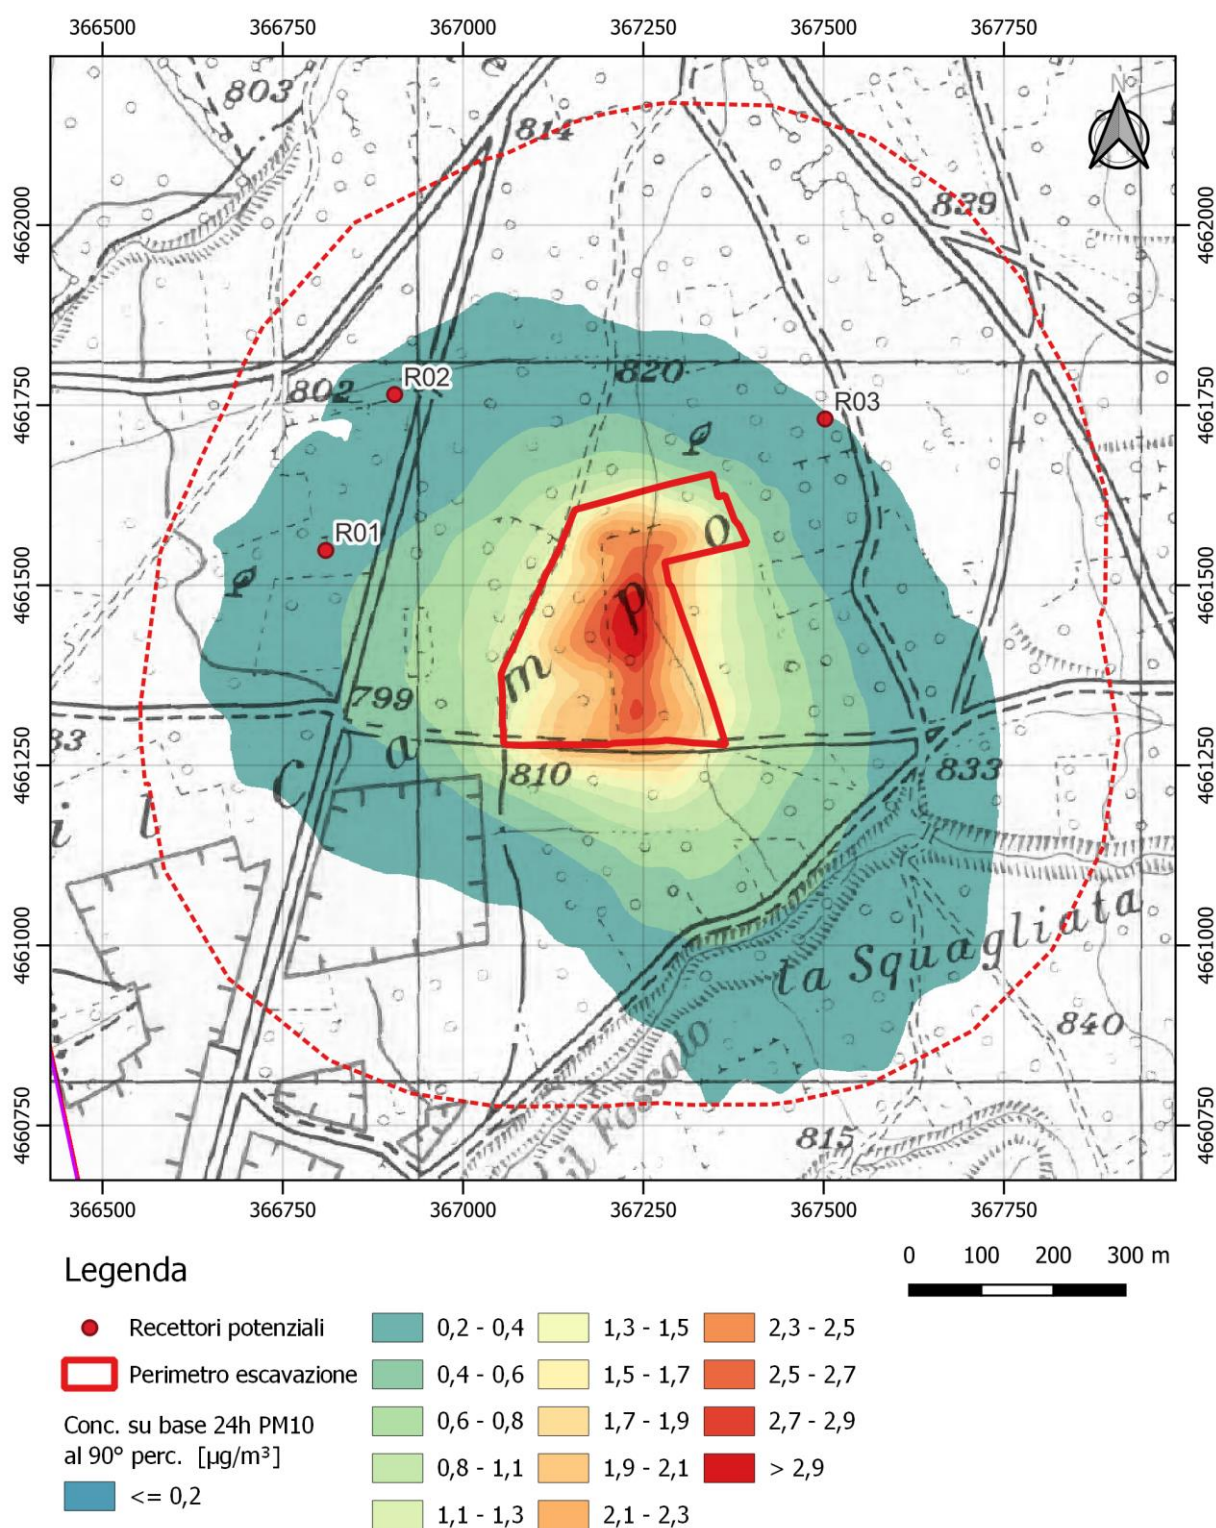 366500 366750 367000 367250 367500 367750
4662000 4662000
4661750 4661750
4661500 4661500
4661250 4661250
4661000 4661000
4660750 4660750
N
803
814
839
820
802
R02
R03
R01
799
810
833
83
i l C a m p o
la Squagliata
il Fossato
840
815
366500 366750 367000 367250 367500 367750
0 100 200 300 m
Legenda
Recettori potenziali
Perimetro escavazione
Conc. su base 24h PM10
al 90° perc. [µg/m³]
<= 0,2
0,2 - 0,4
0,4 - 0,6
0,6 - 0,8
0,8 - 1,1
1,1 - 1,3
1,3 - 1,5
1,5 - 1,7
1,7 - 1,9
1,9 - 2,1
2,1 - 2,3
2,3 - 2,5
2,5 - 2,7
2,7 - 2,9
> 2,9